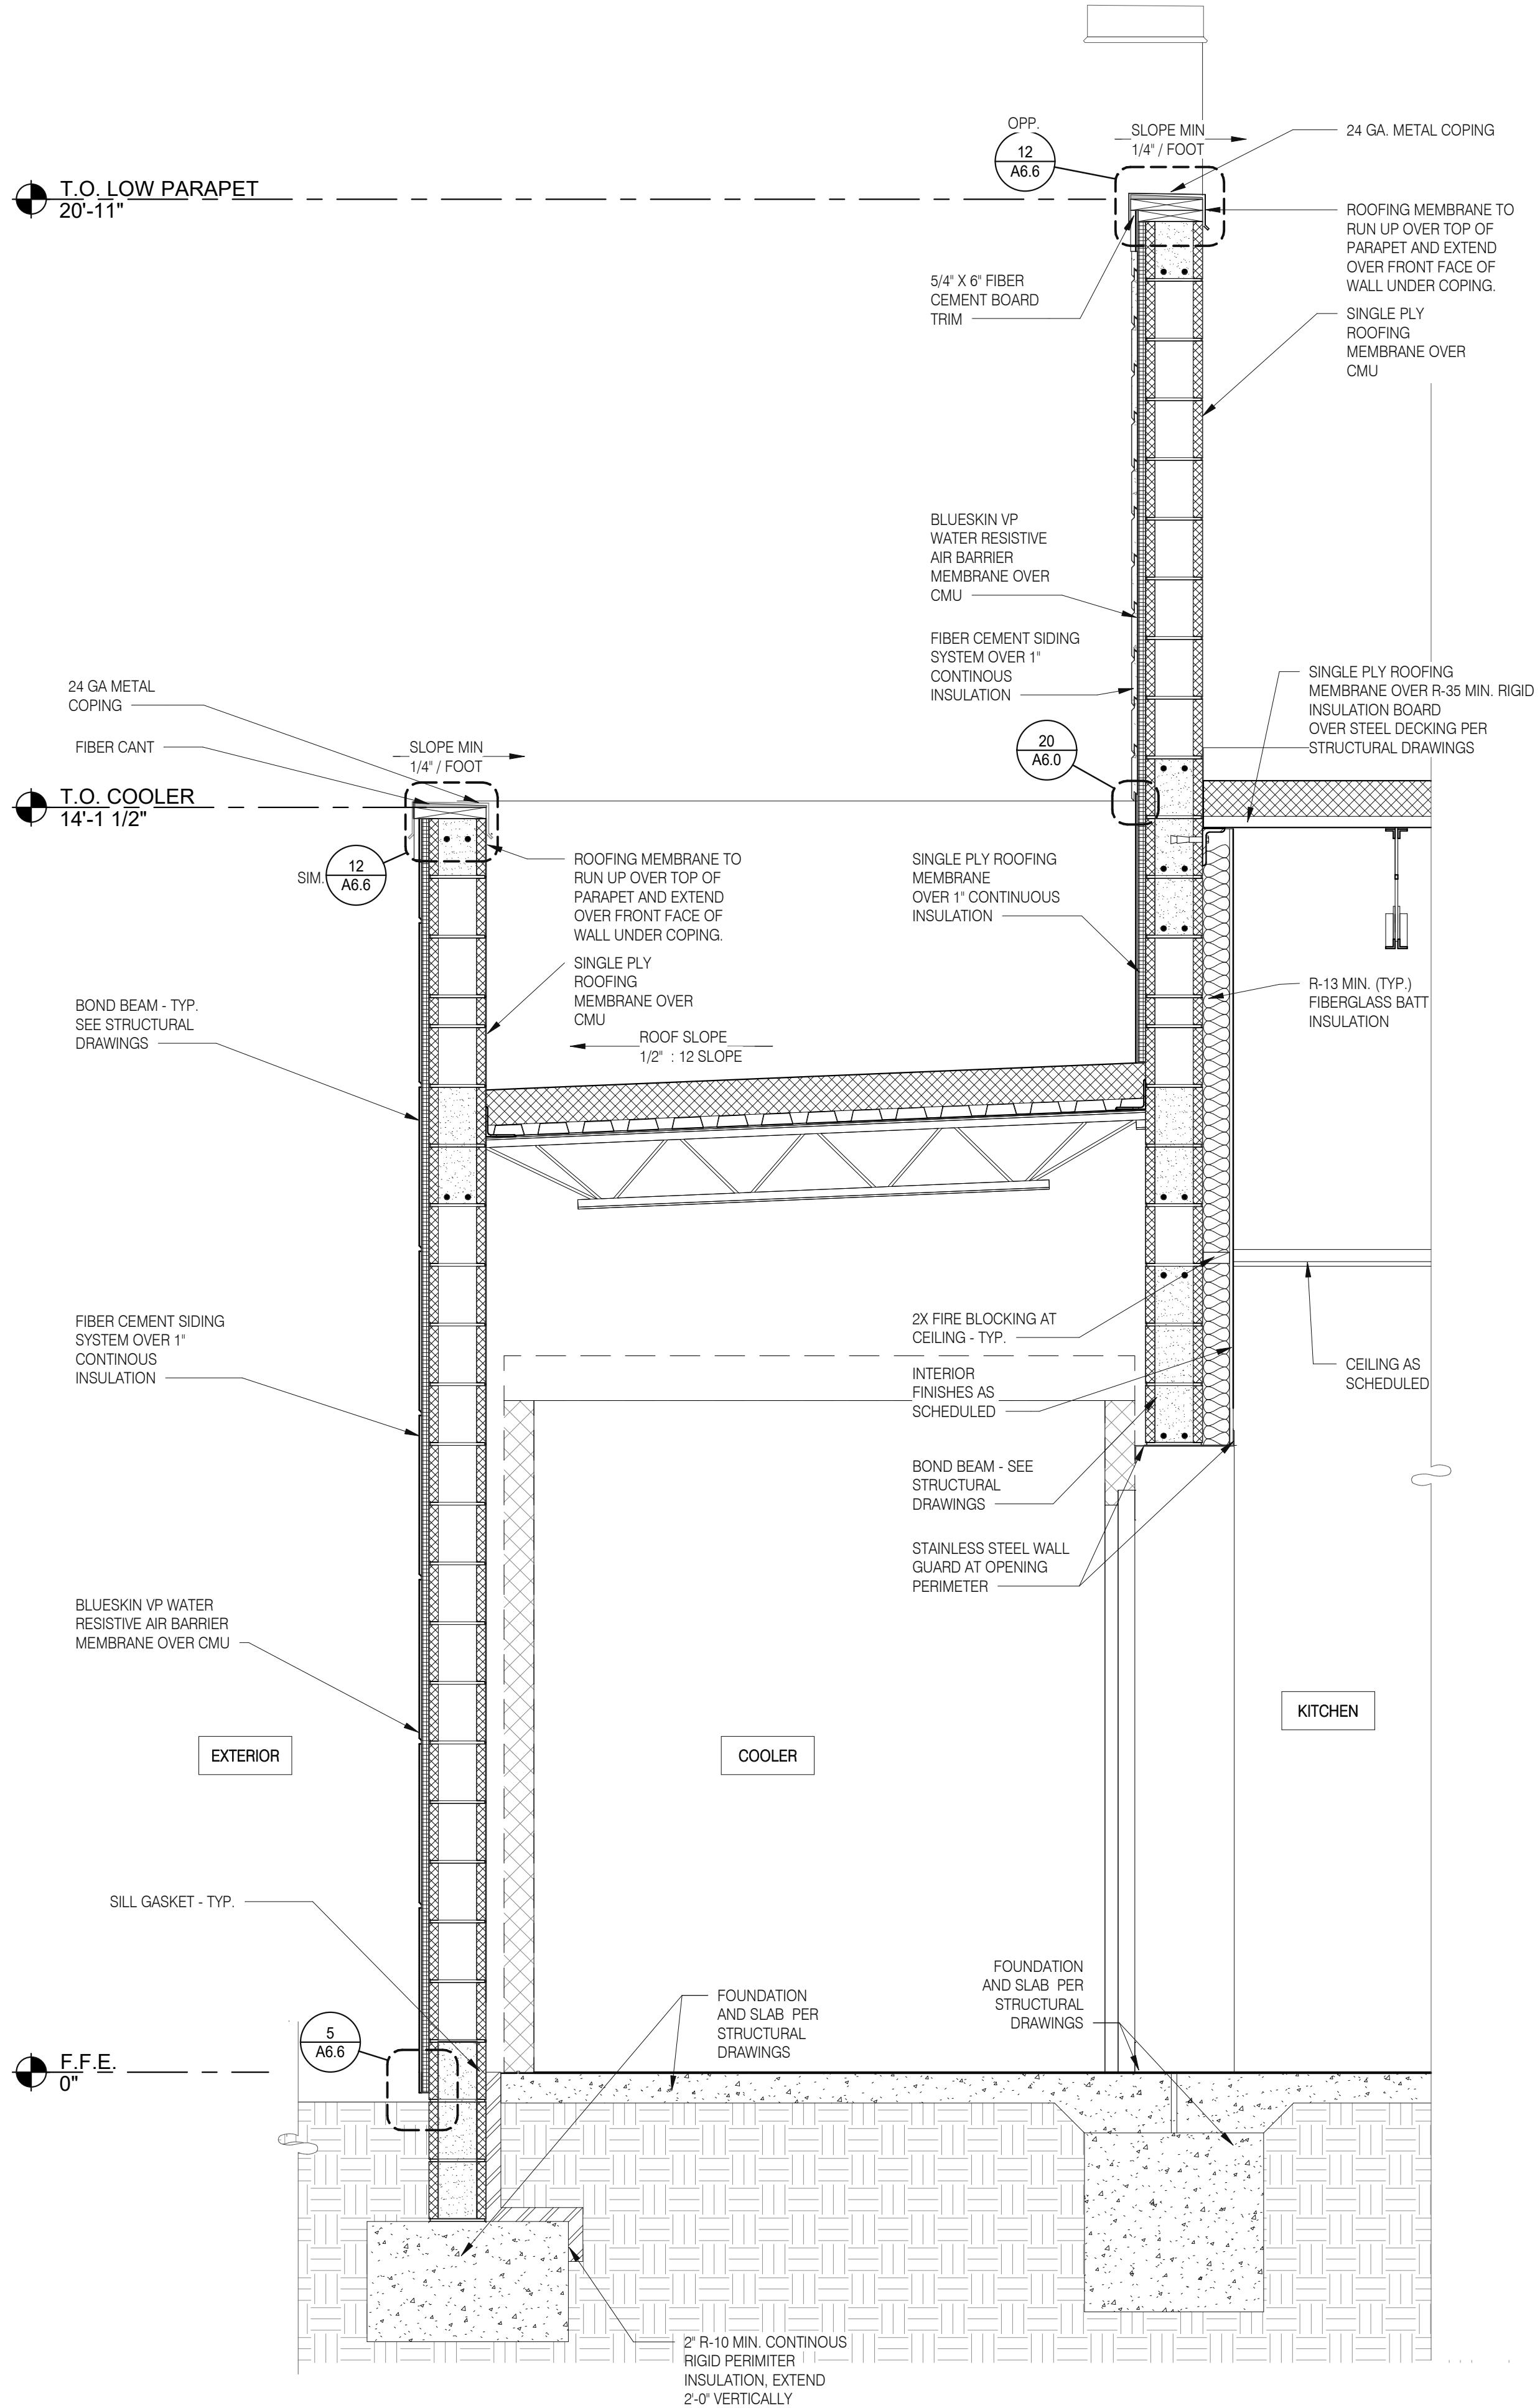 OPP.
12
A6.6
SLOPE MIN
1/4" / FOOT
24 GA. METAL COPING
T.O. LOW PARAPET
20'-11"
ROOFING MEMBRANE TO
RUN UP OVER TOP OF
PARAPET AND EXTEND
OVER FRONT FACE OF
WALL UNDER COPING.
5/4" X 6" FIBER
CEMENT BOARD
TRIM
SINGLE PLY
ROOFING
MEMBRANE OVER
CMU
BLUESKIN VP
WATER RESISTIVE
AIR BARRIER
MEMBRANE OVER
CMU
FIBER CEMENT SIDING
SYSTEM OVER 1"
CONTINOUS
INSULATION
SINGLE PLY ROOFING
MEMBRANE OVER R-35 MIN. RIGID
INSULATION BOARD
OVER STEEL DECKING PER
STRUCTURAL DRAWINGS
24 GA METAL
COPING
FIBER CANT
SLOPE MIN
1/4" / FOOT
20
A6.0
T.O. COOLER
14'-1 1/2"
SIM.
12
A6.6
ROOFING MEMBRANE TO
RUN UP OVER TOP OF
PARAPET AND EXTEND
OVER FRONT FACE OF
WALL UNDER COPING.
SINGLE PLY ROOFING
MEMBRANE
OVER 1" CONTINUOUS
INSULATION
SINGLE PLY
ROOFING
MEMBRANE OVER
CMU
R-13 MIN. (TYP.)
FIBERGLASS BATT
INSULATION
BOND BEAM - TYP.
SEE STRUCTURAL
DRAWINGS
ROOF SLOPE
1/2" : 12 SLOPE
FIBER CEMENT SIDING
SYSTEM OVER 1"
CONTINOUS
INSULATION
2X FIRE BLOCKING AT
CEILING - TYP.
INTERIOR
FINISHES AS
SCHEDULED
CEILING AS
SCHEDULED
BOND BEAM - SEE
STRUCTURAL
DRAWINGS
STAINLESS STEEL WALL
GUARD AT OPENING
PERIMETER
BLUESKIN VP WATER
RESISTIVE AIR BARRIER
MEMBRANE OVER CMU
EXTERIOR
COOLER
KITCHEN
SILL GASKET - TYP.
FOUNDATION
AND SLAB PER
STRUCTURAL
DRAWINGS
FOUNDATION
AND SLAB PER
STRUCTURAL
DRAWINGS
5
A6.6
F.F.E.
0"
2" R-10 MIN. CONTINOUS
RIGID PERIMITER
INSULATION, EXTEND
2'-0" VERTICALLY